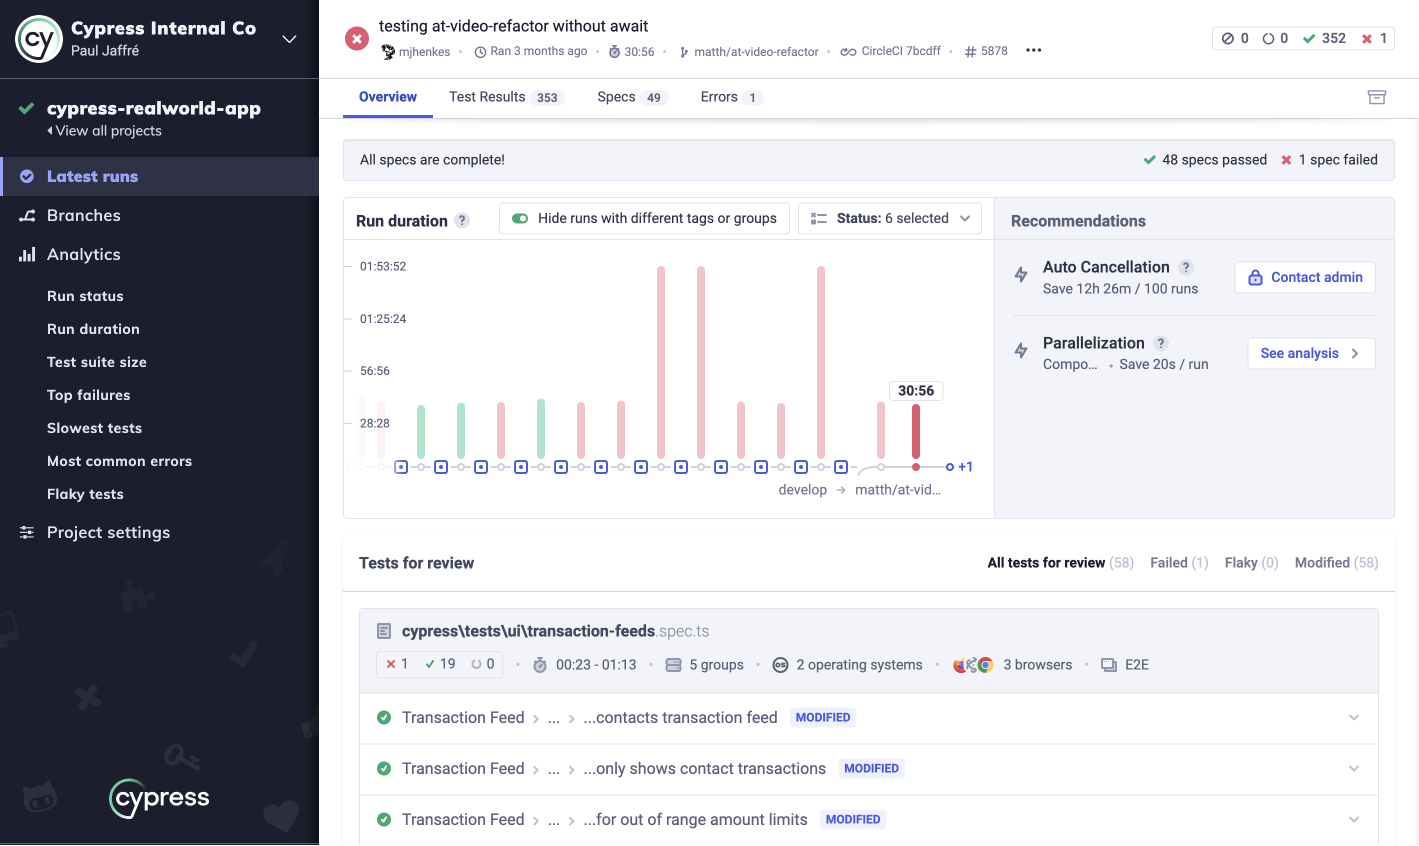 cy
Cypress Internal Co
Paul Jaffré
cypress-realworld-app
View all projects
Latest runs
Branches
Analytics
Run status
Run duration
Test suite size
Top failures
Slowest tests
Most common errors
Flaky tests
Project settings
cypress
testing at-video-refactor without await
mjhenkes · Ran 3 months ago · 30:56 · matth/at-video-refactor · CircleCI 7bcdff · # 5878
0 0 352 1
Overview Test Results 353 Specs 49 Errors 1
All specs are complete! 48 specs passed 1 spec failed
Run duration ? Hide runs with different tags or groups Status: 6 selected
01:53:52
01:25:24
56:56
28:28
30:56
+1
develop → matth/at-vid...
Recommendations
Auto Cancellation ?
Save 12h 26m / 100 runs
Contact admin
Parallelization ?
Compo... · Save 20s / run
See analysis
Tests for review All tests for review (58) Failed (1) Flaky (0) Modified (58)
cypress\tests\ui\transaction-feeds.spec.ts
1 19 0 · 00:23 - 01:13 · 5 groups · OS 2 operating systems · 3 browsers · E2E
Transaction Feed > ... > ...contacts transaction feed MODIFIED
Transaction Feed > ... > ...only shows contact transactions MODIFIED
Transaction Feed > ... > ...for out of range amount limits MODIFIED